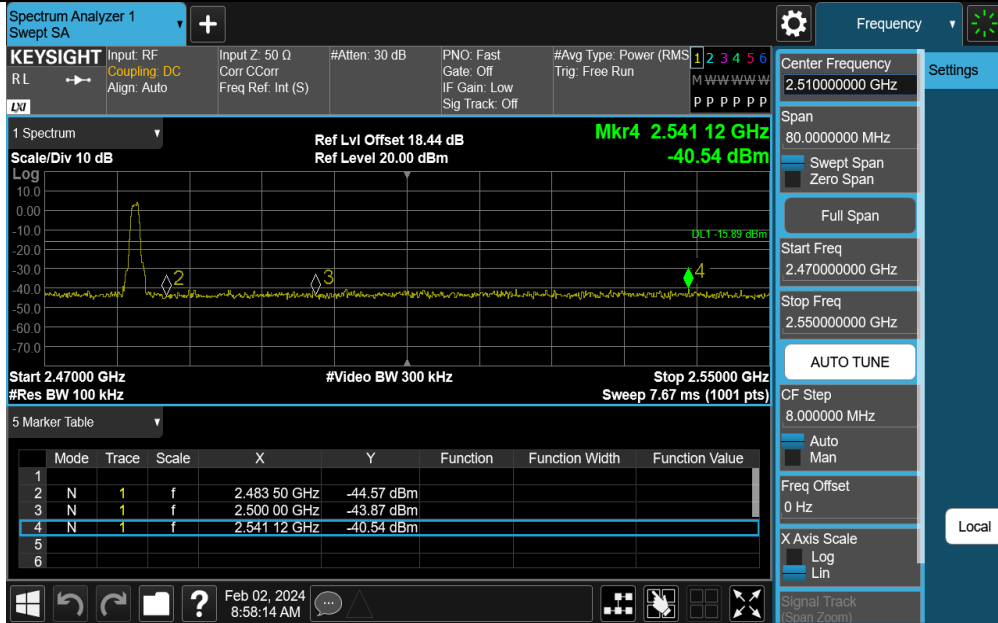 Spectrum Analyzer 1
Swept SA
+
Frequency
KEYSIGHT
RL
LXI
Input: RF
Coupling: DC
Align: Auto
Input Z: 50 Ω
Corr CCorr
Freq Ref: Int (S)
#Atten: 30 dB
PNO: Fast
Gate: Off
IF Gain: Low
Sig Track: Off
#Avg Type: Power (RMS
Trig: Free Run
1 2 3 4 5 6
M W W W W W
P P P P P P
1 Spectrum
Scale/Div 10 dB
Ref Lvl Offset 18.44 dB
Ref Level 20.00 dBm
Mkr4 2.541 12 GHz
-40.54 dBm
Log
10.0
0.00
-10.0
-20.0
-30.0
-40.0
-50.0
-60.0
-70.0
DL1 -15.89 dBm
2
3
4
Start 2.47000 GHz
#Video BW 300 kHz
Stop 2.55000 GHz
#Res BW 100 kHz
Sweep 7.67 ms (1001 pts)
5 Marker Table
Mode Trace Scale X Y Function Function Width Function Value
1
2 N 1 f 2.483 50 GHz -44.57 dBm
3 N 1 f 2.500 00 GHz -43.87 dBm
4 N 1 f 2.541 12 GHz -40.54 dBm
5
6
?
Feb 02, 2024
8:58:14 AM
Center Frequency
2.510000000 GHz
Settings
Span
80.0000000 MHz
Swept Span
Zero Span
Full Span
Start Freq
2.470000000 GHz
Stop Freq
2.550000000 GHz
AUTO TUNE
CF Step
8.000000 MHz
Auto
Man
Freq Offset
0 Hz
Local
X Axis Scale
Log
Lin
Signal Track
(Span Zoom)